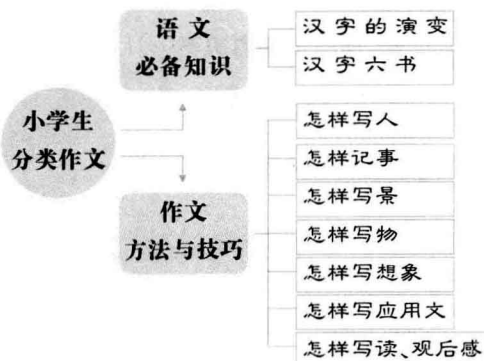 小学生
分类作文
语文
必备知识
汉字的演变
汉字六书
作文
方法与技巧
怎样写人
怎样记事
怎样写景
怎样写物
怎样写想象
怎样写应用文
怎样写读、观后感